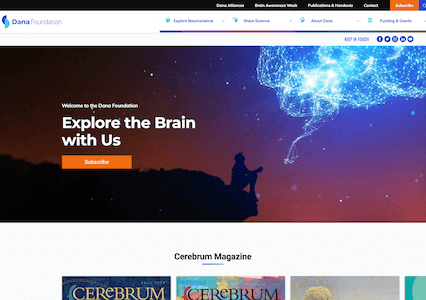 Dana Alliances Brain Awareness Week Publications & Handouts Contact Subscribe
Dana Foundation Explore Neuroscience Share Science About Dana Funding & Grants
KEEP IN TOUCH
Welcome to the Dana Foundation
Explore the Brain
with Us
Subscribe
Cerebrum Magazine
CEREBRUM CEREBRUM